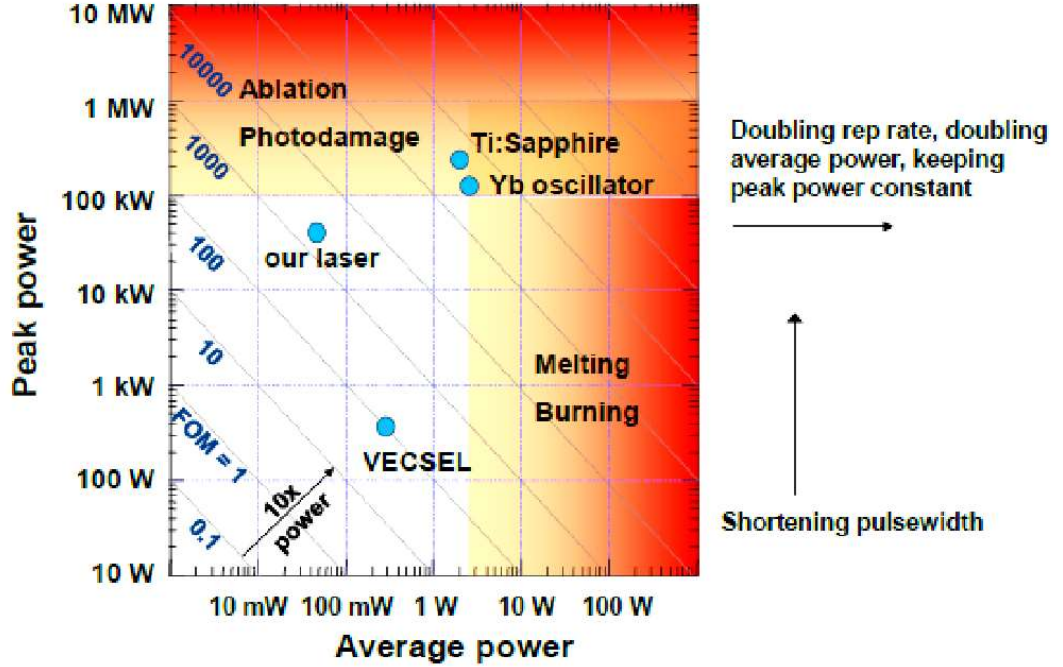 10 MW
1 MW
100 kW
10 kW
1 kW
100 W
10 W
Peak power
10000
1000
100
10
FOM = 1
0.1
Ablation
Photodamage
Ti:Sapphire
Yb oscillator
our laser
Melting
Burning
VECSEL
10x
power
10 mW 100 mW 1 W 10 W 100 W
Average power
Doubling rep rate, doubling
average power, keeping
peak power constant
Shortening pulsewidth